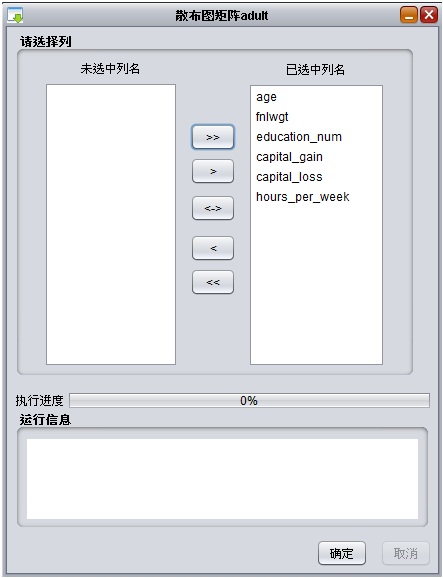 散布图矩阵adult
请选择列
未选中列名
已选中列名
age
fnlwgt
education_num
capital_gain
capital_loss
hours_per_week
>>
>
<->
<
<<
执行进度 0%
运行信息
确定 取消